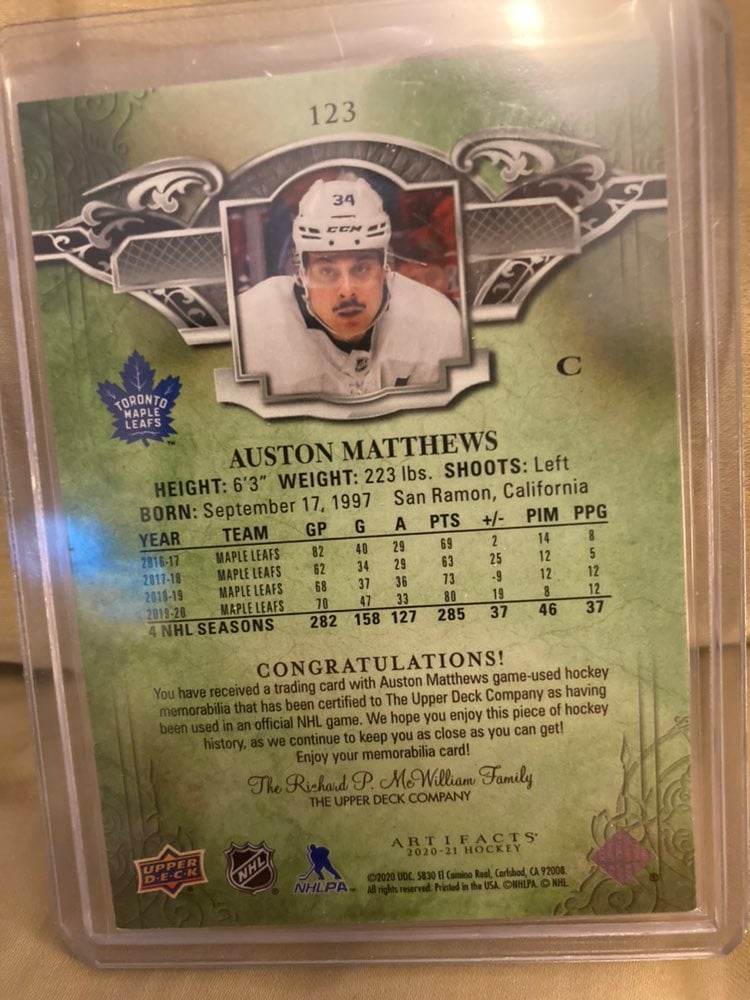 123
34
CCM
C
TORONTO
MAPLE
LEAFS
TM
AUSTON MATTHEWS
HEIGHT: 6'3" WEIGHT: 223 lbs. SHOOTS: Left
BORN: September 17, 1997 San Ramon, California
YEAR TEAM GP G A PTS +/- PIM PPG
2016-17 MAPLE LEAFS 82 40 29 69 2 14 8
2017-18 MAPLE LEAFS 62 34 29 63 25 12 5
2018-19 MAPLE LEAFS 68 37 36 73 -9 12 12
2019-20 MAPLE LEAFS 70 47 33 80 19 8 12
4 NHL SEASONS 282 158 127 285 37 46 37
CONGRATULATIONS!
You have received a trading card with Auston Matthews game-used hockey
memorabilia that has been certified to The Upper Deck Company as having
been used in an official NHL game. We hope you enjoy this piece of hockey
history, as we continue to keep you as close as you can get!
Enjoy your memorabilia card!
The Richard P. McWilliam Family
THE UPPER DECK COMPANY
ARTIFACTS
2020-21 HOCKEY
UPPER
D·E·C·K
NHL
NHLPA
©2020 UDC. 5830 El Camino Real, Carlsbad, CA 92008.
All rights reserved. Printed in the USA. ©NHLPA. © NHL.